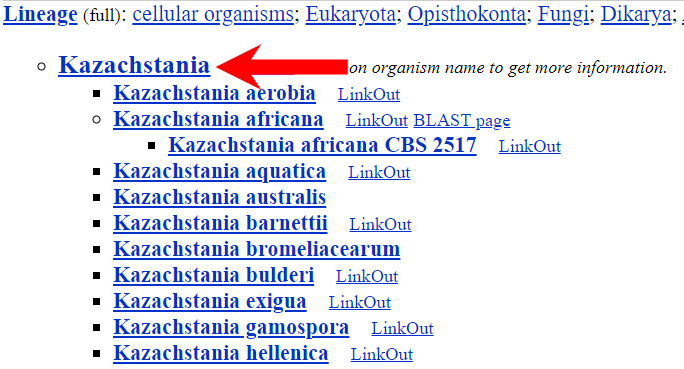 Lineage (full): cellular organisms; Eukaryota; Opisthokonta; Fungi; Dikarya;
Kazachstania on organism name to get more information.
Kazachstania aerobia LinkOut
Kazachstania africana LinkOut BLAST page
Kazachstania africana CBS 2517 LinkOut
Kazachstania aquatica LinkOut
Kazachstania australis
Kazachstania barnettii LinkOut
Kazachstania bromeliacearum
Kazachstania bulderi LinkOut
Kazachstania exigua LinkOut
Kazachstania gamospora LinkOut
Kazachstania hellenica LinkOut